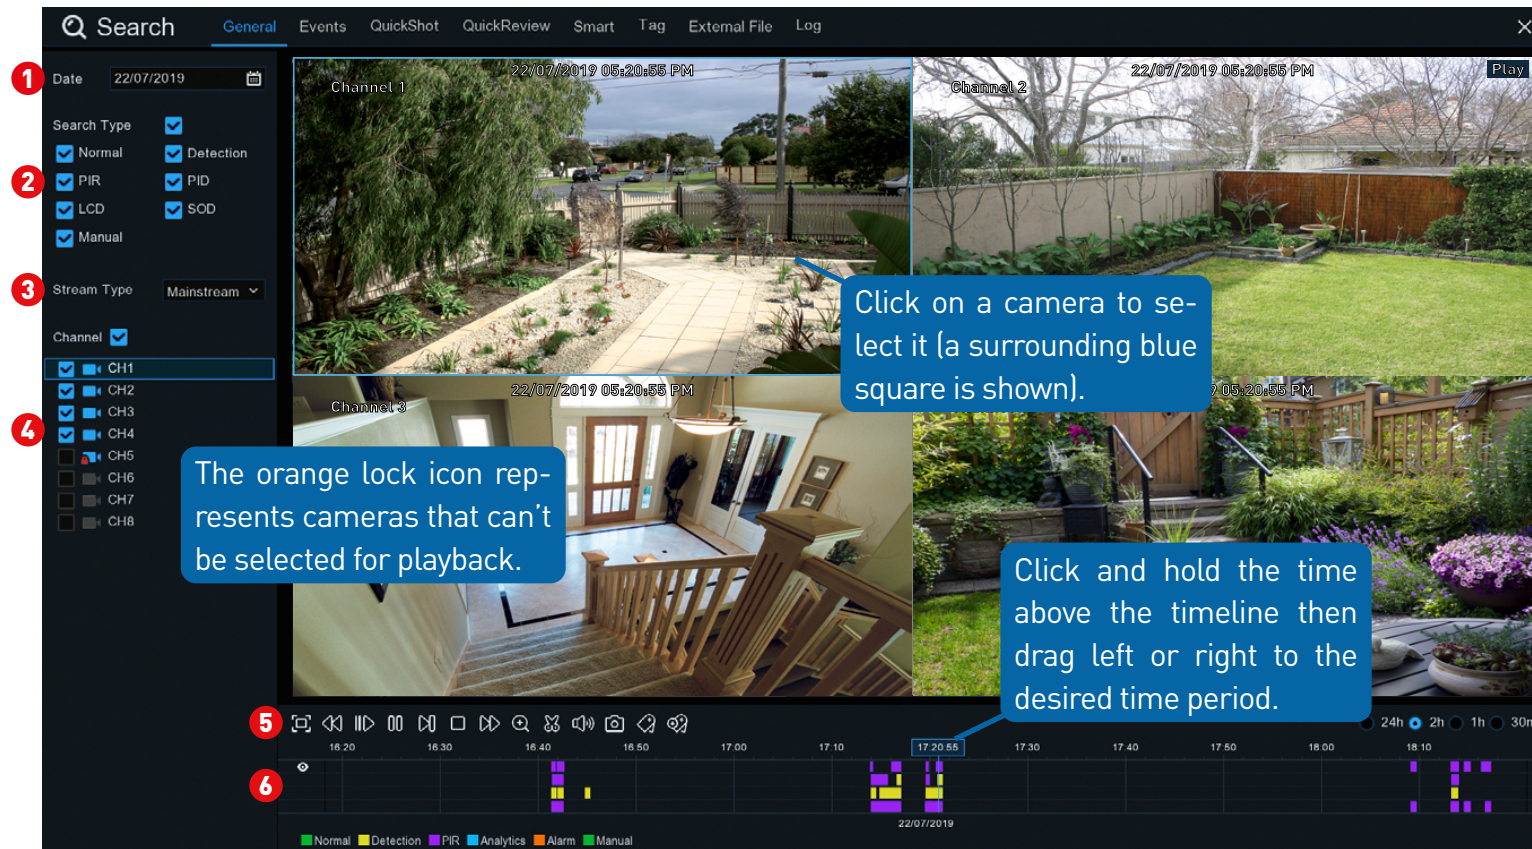 Search General Events QuickShot QuickReview Smart Tag External File Log
1 Date 22/07/2019
Search Type
Normal Detection
2 PIR PID
LCD SOD
Manual
3 Stream Type Mainstream
Channel
CH1
CH2
CH3
4 CH4
CH5
CH6
CH7
CH8
22/07/2019 05:20:55 PM
Channel 1
22/07/2019 05:20:55 PM
Channel 2
Play
Click on a camera to se-
lect it (a surrounding blue
square is shown).
22/07/2019 05:20:55 PM
Channel 3
05:20:55 PM
The orange lock icon rep-
resents cameras that can't
be selected for playback.
Click and hold the time
above the timeline then
drag left or right to the
desired time period.
5 24h 2h 1h 30m
16:20 16:30 16:40 16:50 17:00 17:10 17:20:55 17:30 17:40 17:50 18:00 18:10
6
22/07/2019
Normal Detection PIR Analytics Alarm Manual